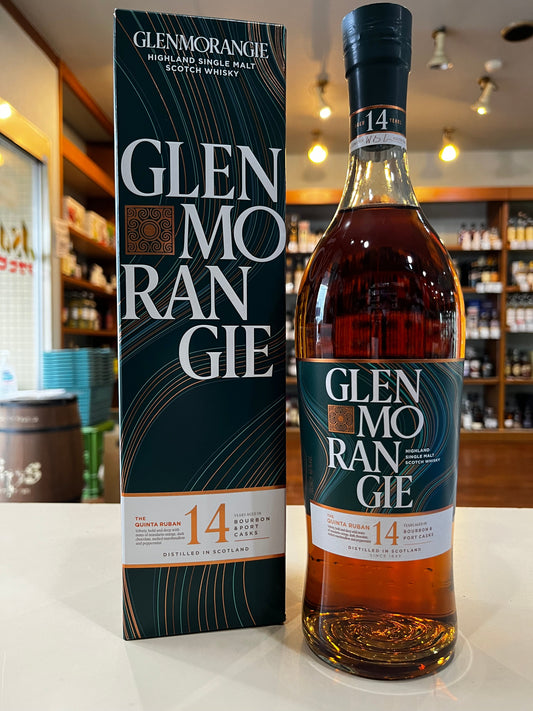 GLENMORANGIE
HIGHLAND SINGLE MALT
SCOTCH WHISKY
GLEN
MO
RAN
GIE
THE
QUINTA RUBAN
14
YEARS AGED IN
BOURBON
& PORT
CASKS
DISTILLED IN SCOTLAND
14
YEARS
GLEN
MO
RAN
GIE
HIGHLAND
SINGLE MALT
SCOTCH WHISKY
THE
QUINTA RUBAN
14
YEARS AGED IN
BOURBON &
PORT CASKS
DISTILLED IN SCOTLAND
SINCE 1843